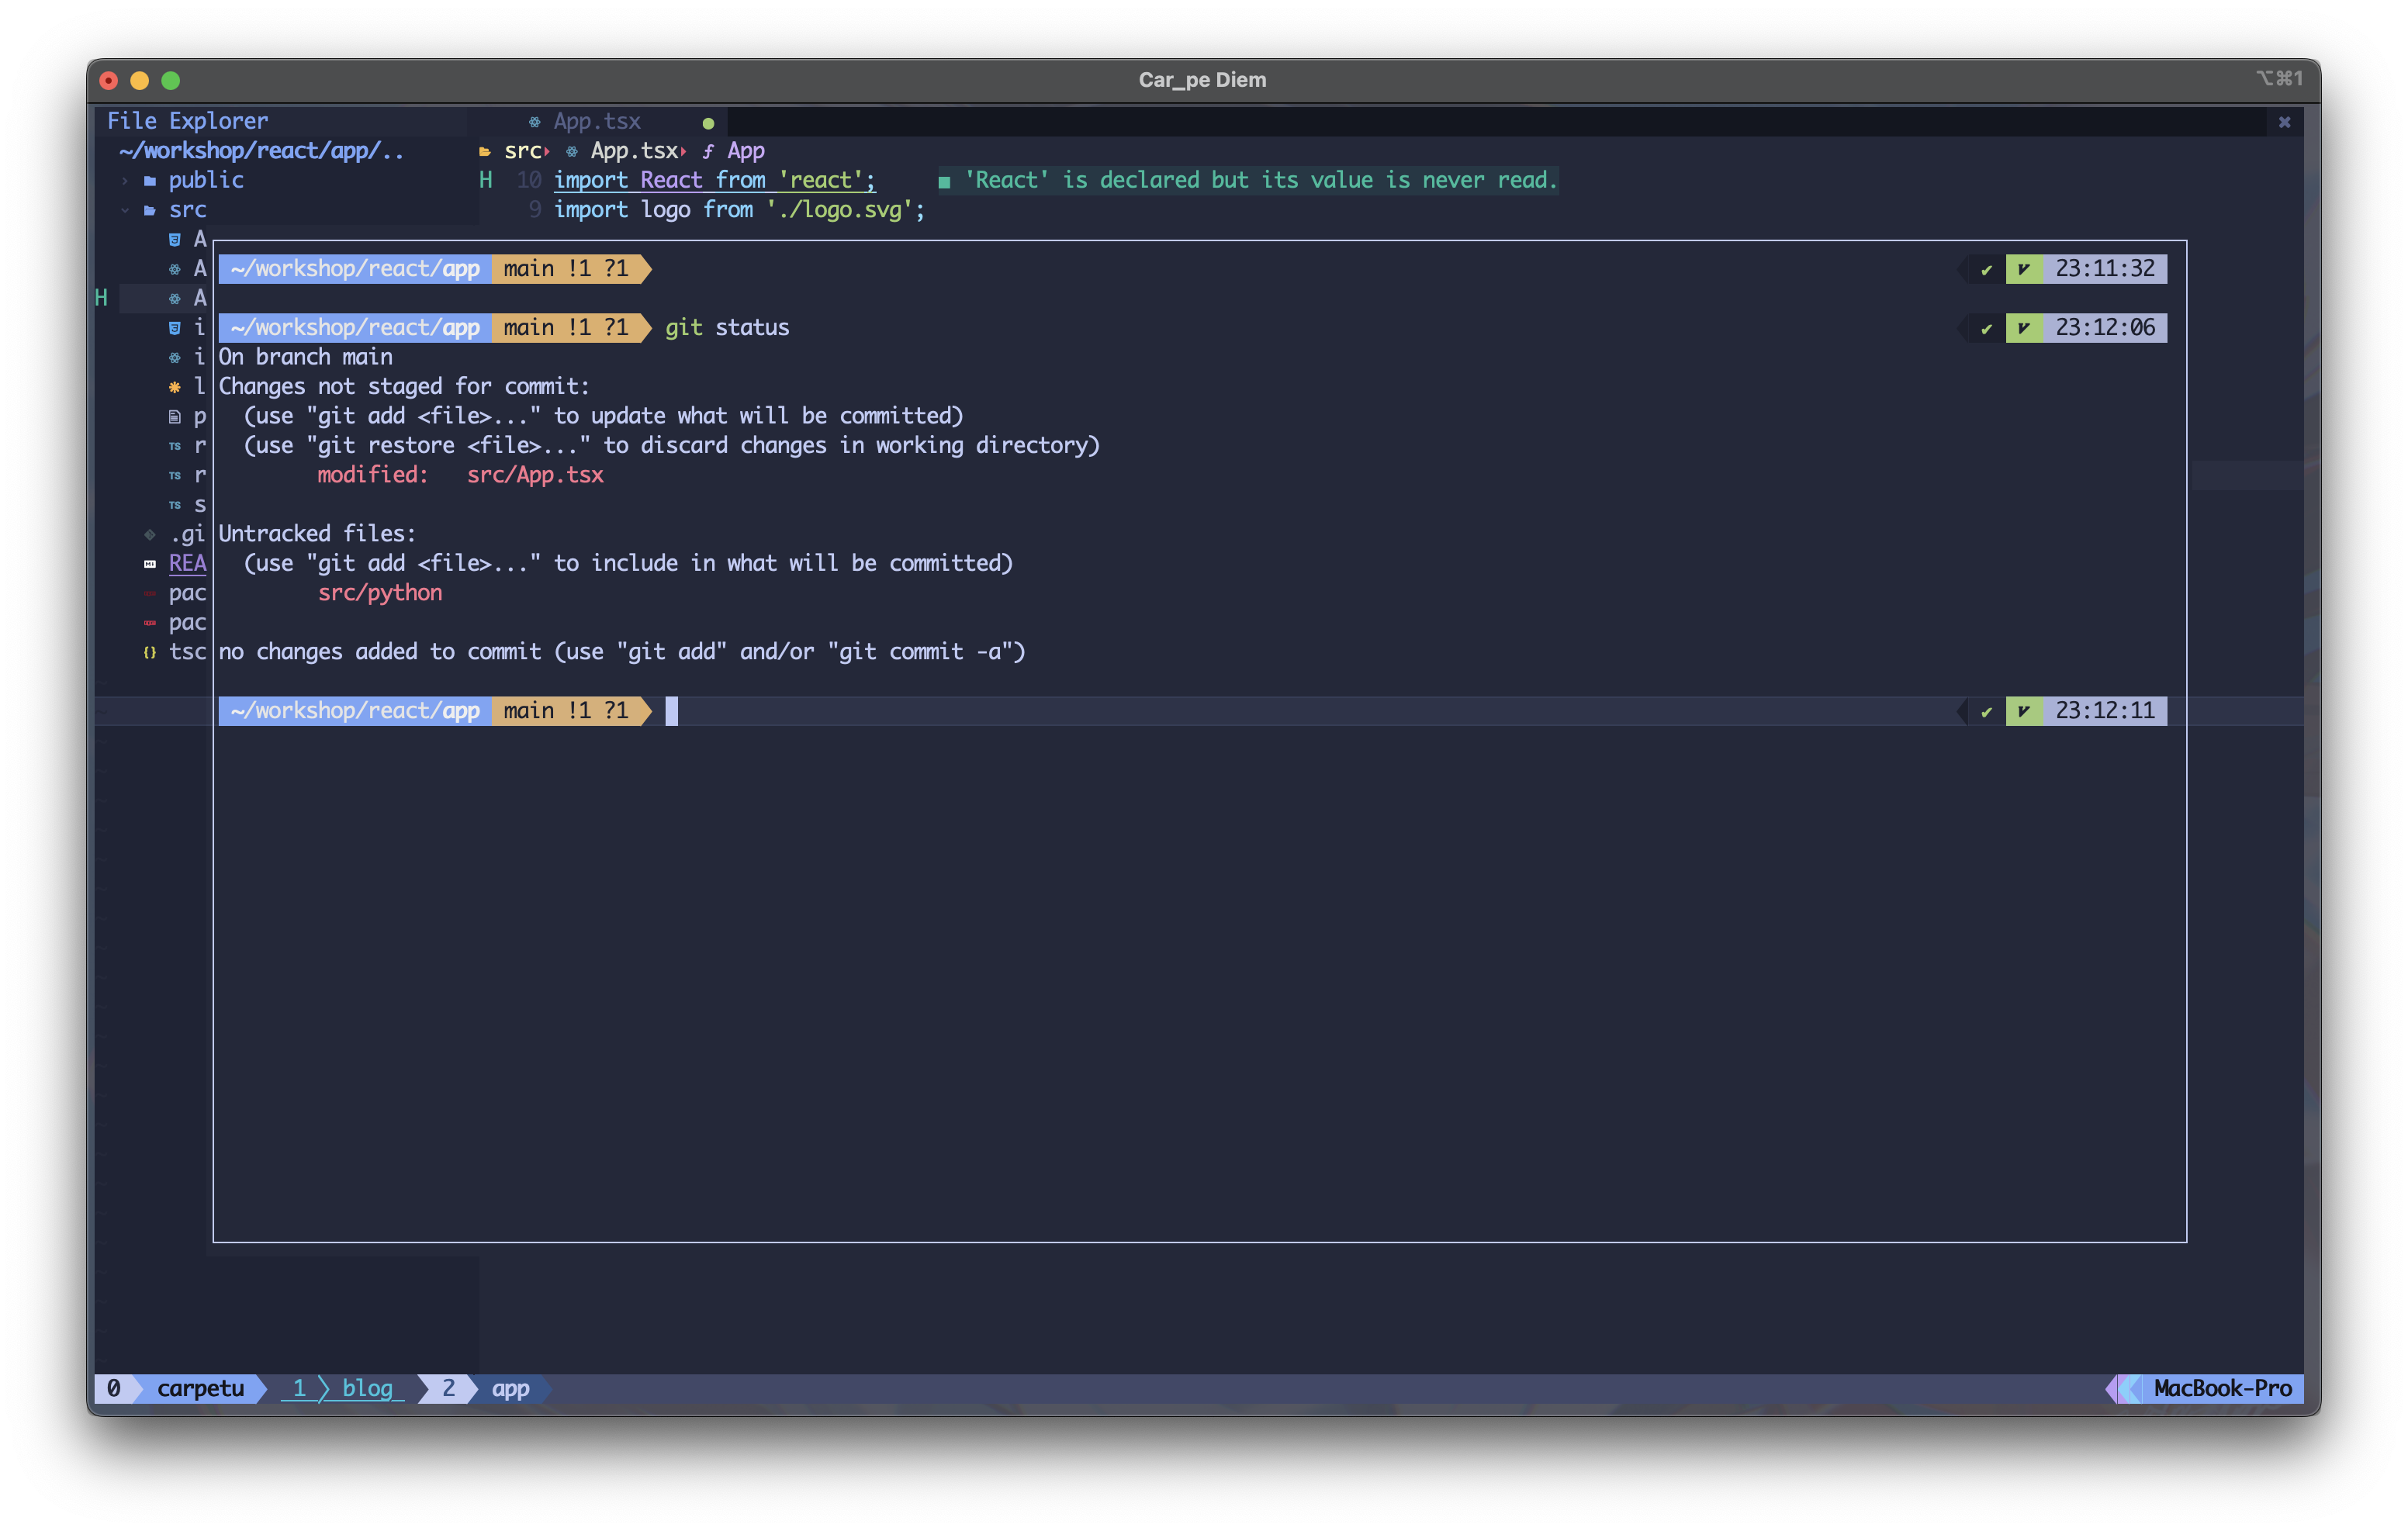 Car_pe Diem
⌥⌘1
File Explorer
App.tsx
~/workshop/react/app/..
src App.tsx ƒ App
public
H 10 import React from 'react'; 'React' is declared but its value is never read.
src
9 import logo from './logo.svg';
A
A
~/workshop/react/app main !1 ?1 ✔ 23:11:32
H A
i
~/workshop/react/app main !1 ?1 git status ✔ 23:12:06
i
On branch main
l
Changes not staged for commit:
p
(use "git add <file>..." to update what will be committed)
TS r
(use "git restore <file>..." to discard changes in working directory)
TS r
modified: src/App.tsx
TS s
.gi
Untracked files:
REA
(use "git add <file>..." to include in what will be committed)
pac
src/python
pac
{} tsc
no changes added to commit (use "git add" and/or "git commit -a")
~/workshop/react/app main !1 ?1 ✔ 23:12:11
0 carpetu 1 blog 2 app MacBook-Pro